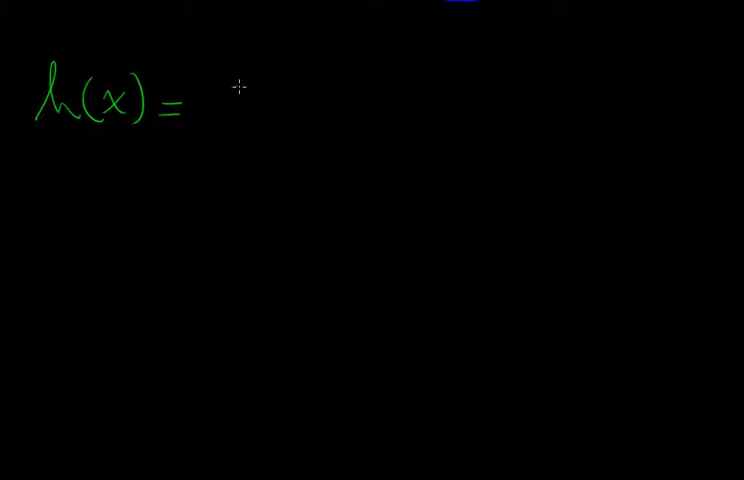 h(x) =